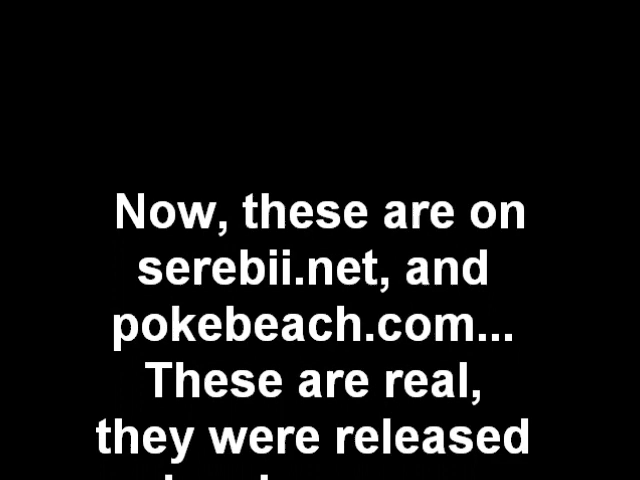 Now, these are on
serebii.net, and
pokebeach.com...
These are real,
they were released